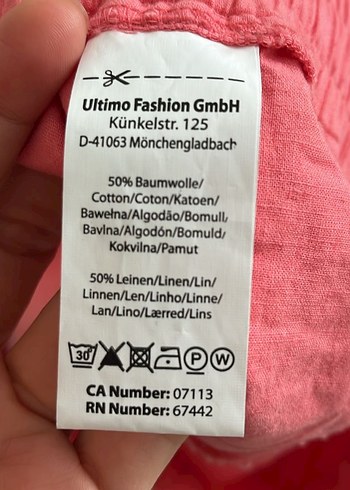 Ultimo Fashion GmbH
Künkelstr. 125
D-41063 Mönchengladbach
50% Baumwolle/
Cotton/Coton/Katoen/
Bawełna/Algodão/Bomull/
Bavlna/Algodón/Bomuld/
Kokvilna/Pamut
50% Leinen/Linen/Lin/
Linnen/Len/Linho/Linne/
Lan/Lino/Lærred/Lins
30° P W
CA Number: 07113
RN Number: 67442